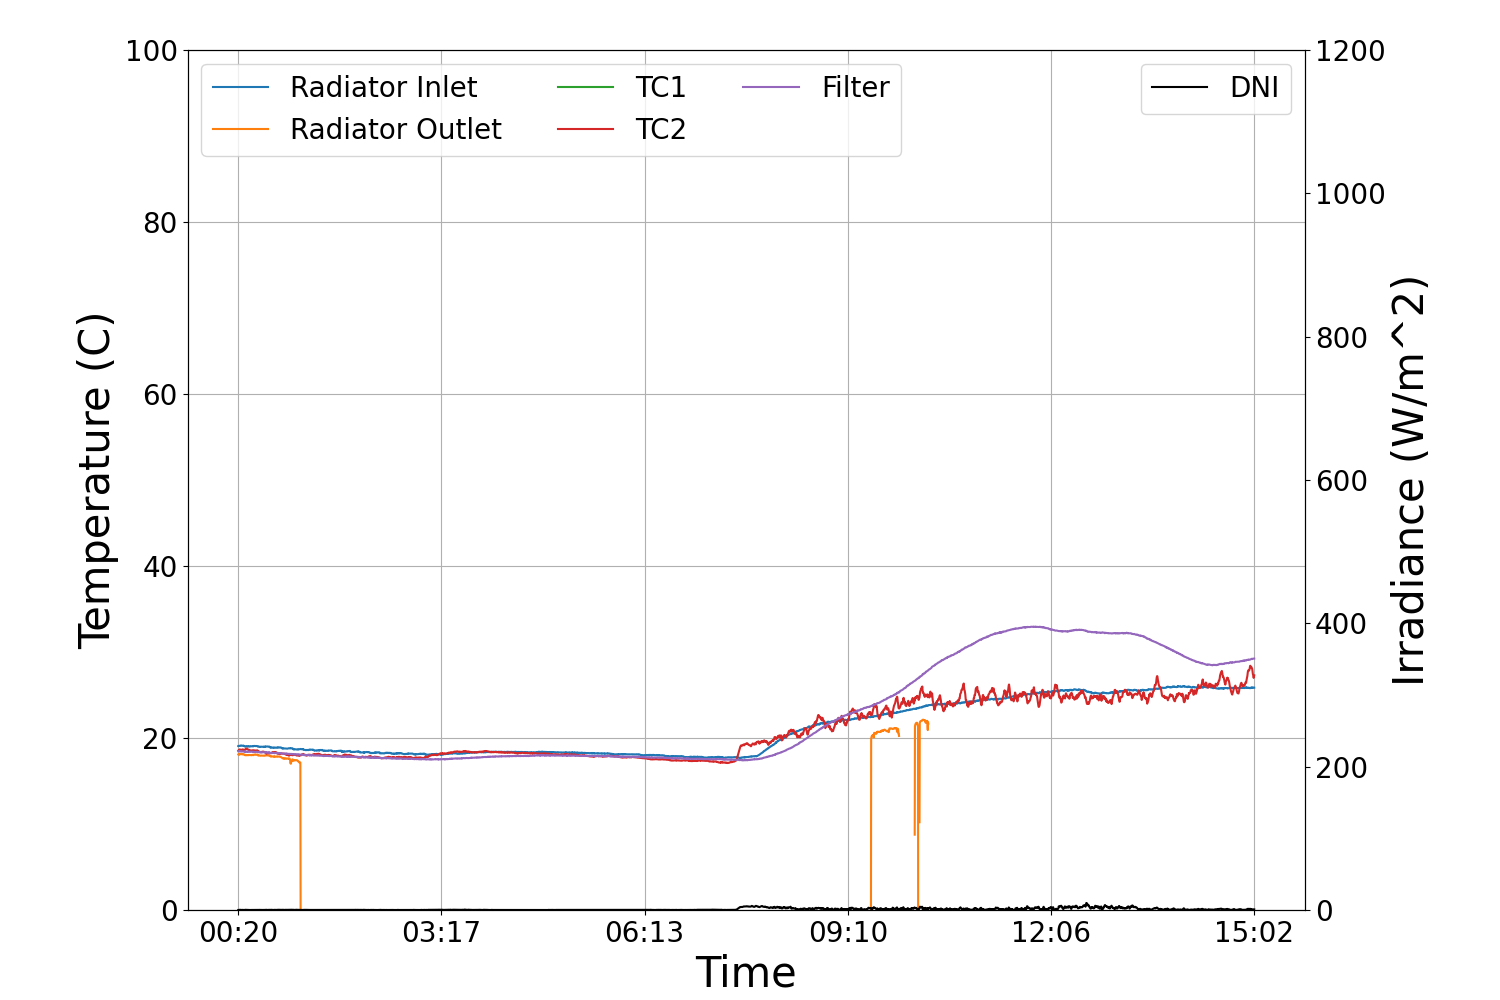 100
80
60
40
20
0
Temperature (C)
Radiator Inlet
Radiator Outlet
TC1
TC2
Filter
DNI
1200
1000
800
600
400
200
0
Irradiance (W/m^2)
00:20 03:17 06:13 09:10 12:06 15:02
Time